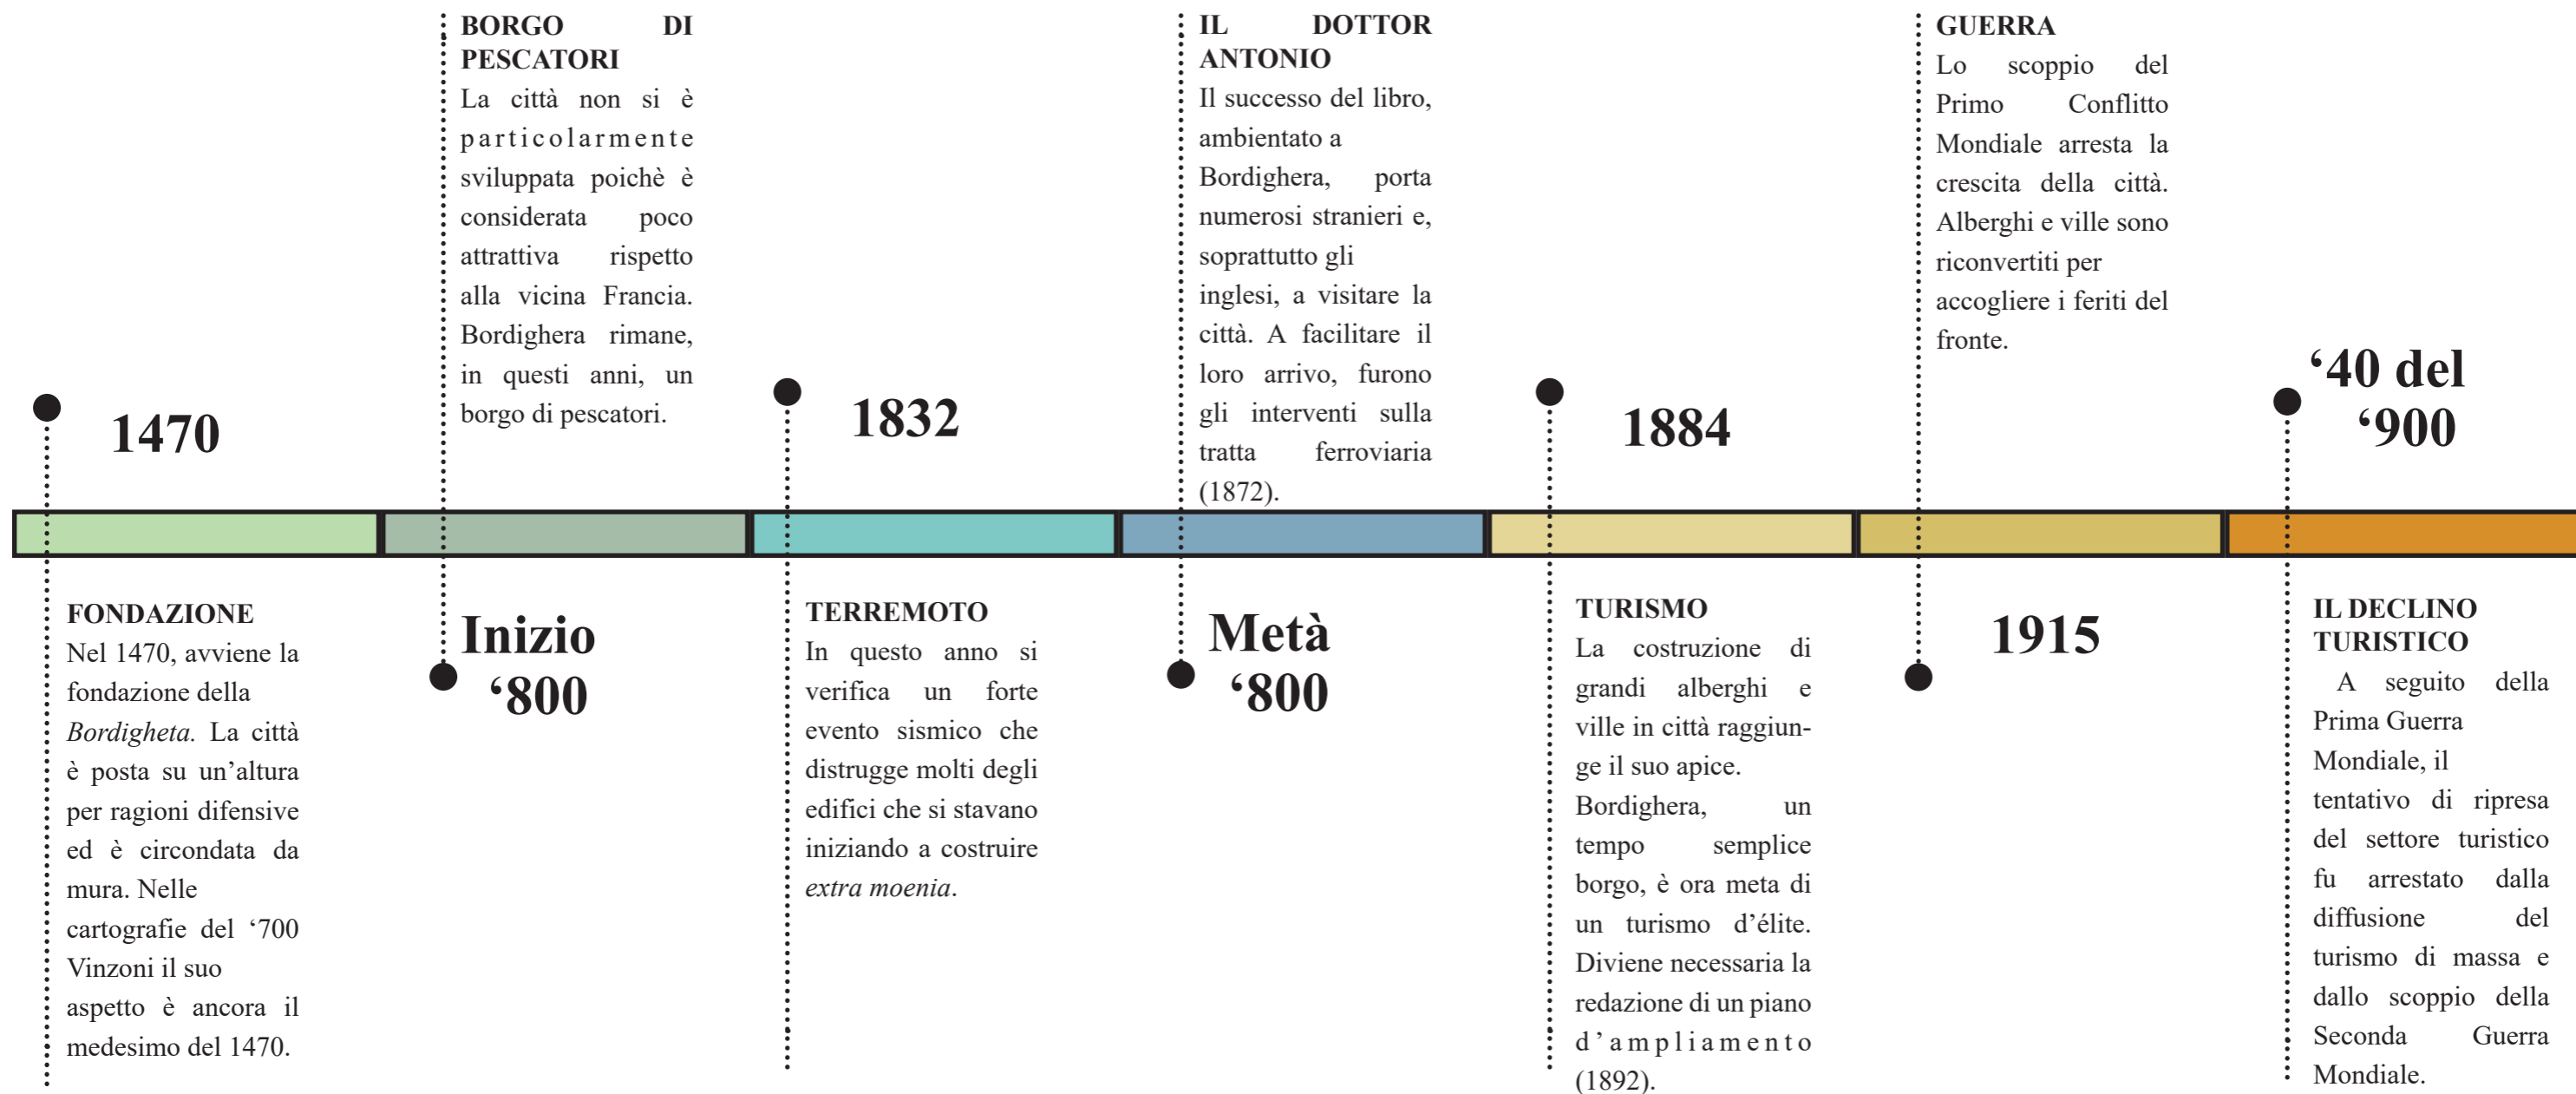 1470
FONDAZIONE
Nel 1470, avviene la
fondazione della
Bordigheta. La città
è posta su un’altura
per ragioni difensive
ed è circondata da
mura. Nelle
cartografie del ‘700
Vinzoni il suo
aspetto è ancora il
medesimo del 1470.
BORGO DI
PESCATORI
La città non si è
particolarmente
sviluppata poichè è
considerata poco
attrattiva rispetto
alla vicina Francia.
Bordighera rimane,
in questi anni, un
borgo di pescatori.
Inizio
‘800
1832
TERREMOTO
In questo anno si
verifica un forte
evento sismico che
distrugge molti degli
edifici che si stavano
iniziando a costruire
extra moenia.
IL DOTTOR
ANTONIO
Il successo del libro,
ambientato a
Bordighera, porta
numerosi stranieri e,
soprattutto gli
inglesi, a visitare la
città. A facilitare il
loro arrivo, furono
gli interventi sulla
tratta ferroviaria
(1872).
Metà
‘800
1884
TURISMO
La costruzione di
grandi alberghi e
ville in città raggiun-
ge il suo apice.
Bordighera, un
tempo semplice
borgo, è ora meta di
un turismo d’élite.
Diviene necessaria la
redazione di un piano
d’ampliamento
(1892).
GUERRA
Lo scoppio del
Primo Conflitto
Mondiale arresta la
crescita della città.
Alberghi e ville sono
riconvertiti per
accogliere i feriti del
fronte.
1915
‘40 del
‘900
IL DECLINO
TURISTICO
A seguito della
Prima Guerra
Mondiale, il
tentativo di ripresa
del settore turistico
fu arrestato dalla
diffusione del
turismo di massa e
dallo scoppio della
Seconda Guerra
Mondiale.